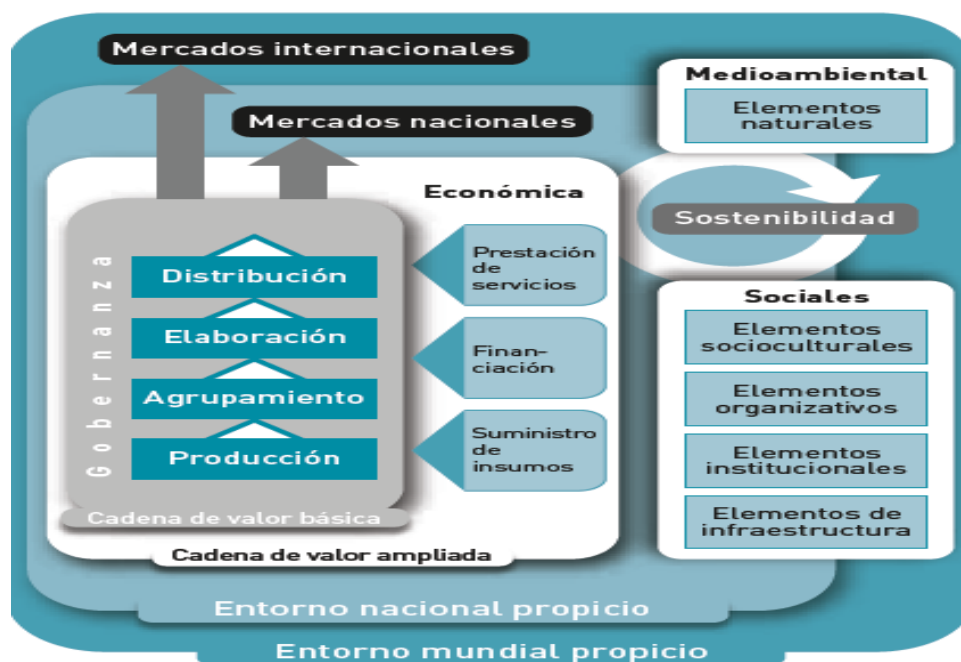 Mercados internacionales
Mercados nacionales
Medioambiental
Elementos
naturales
Económica
Sostenibilidad
Gobernanza
Distribución
Elaboración
Agrupamiento
Producción
Prestación
de
servicios
Finan-
ciación
Suministro
de
insumos
Sociales
Elementos
socioculturales
Elementos
organizativos
Elementos
institucionales
Elementos de
infraestructura
Cadena de valor básica
Cadena de valor ampliada
Entorno nacional propicio
Entorno mundial propicio